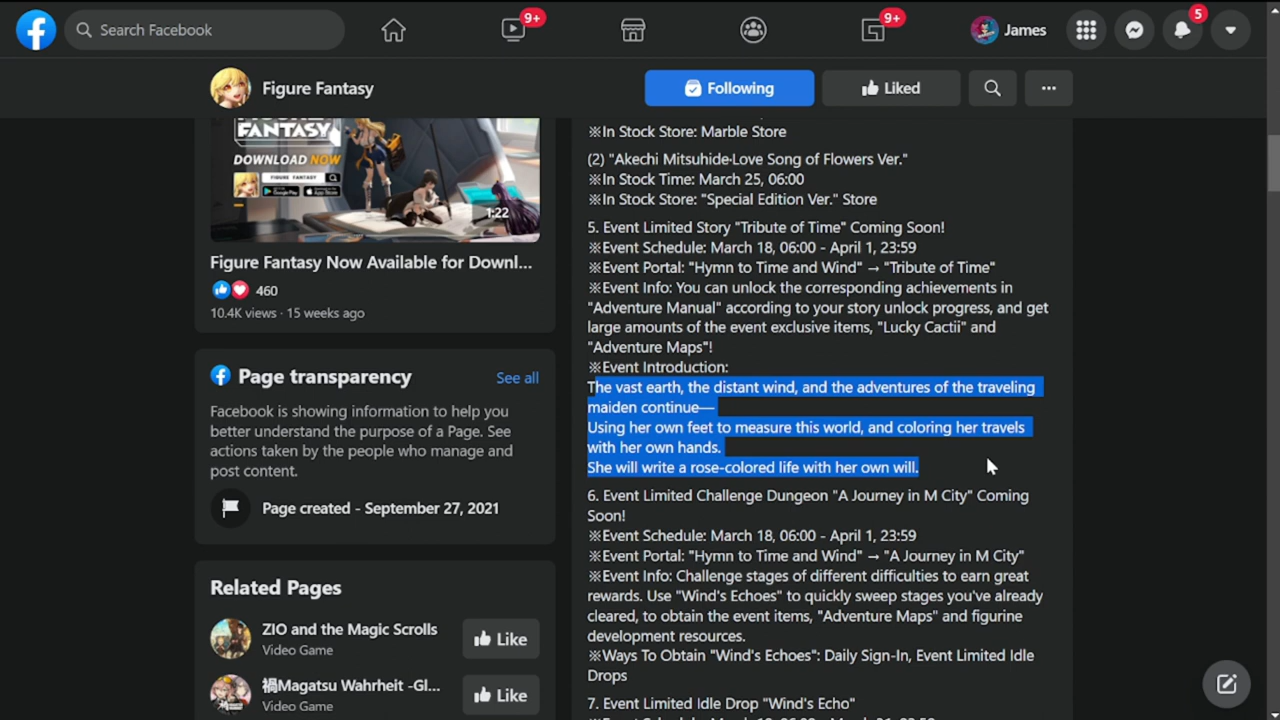 Search Facebook
9+
9+
James
5
Figure Fantasy
Following
Liked
FANTASY
DOWNLOAD NOW
FIGURE FANTASY
1:22
Figure Fantasy Now Available for Downl...
460
10.4K views · 15 weeks ago
Page transparency
See all
Facebook is showing information to help you
better understand the purpose of a Page. See
actions taken by the people who manage and
post content.
Page created - September 27, 2021
Related Pages
ZIO and the Magic Scrolls
Video Game
Like
禍Magatsu Wahrheit -Gl...
Video Game
Like
※In Stock Store: Marble Store
(2) "Akechi Mitsuhide-Love Song of Flowers Ver."
※In Stock Time: March 25, 06:00
※In Stock Store: "Special Edition Ver." Store
5. Event Limited Story "Tribute of Time" Coming Soon!
※Event Schedule: March 18, 06:00 - April 1, 23:59
※Event Portal: "Hymn to Time and Wind" → "Tribute of Time"
※Event Info: You can unlock the corresponding achievements in
"Adventure Manual" according to your story unlock progress, and get
large amounts of the event exclusive items, "Lucky Cactii" and
"Adventure Maps"!
※Event Introduction:
The vast earth, the distant wind, and the adventures of the traveling
maiden continue—
Using her own feet to measure this world, and coloring her travels
with her own hands.
She will write a rose-colored life with her own will.
6. Event Limited Challenge Dungeon "A Journey in M City" Coming
Soon!
※Event Schedule: March 18, 06:00 - April 1, 23:59
※Event Portal: "Hymn to Time and Wind" → "A Journey in M City"
※Event Info: Challenge stages of different difficulties to earn great
rewards. Use "Wind's Echoes" to quickly sweep stages you've already
cleared, to obtain the event items, "Adventure Maps" and figurine
development resources.
※Ways To Obtain "Wind's Echoes": Daily Sign-In, Event Limited Idle
Drops
7. Event Limited Idle Drop "Wind's Echo"